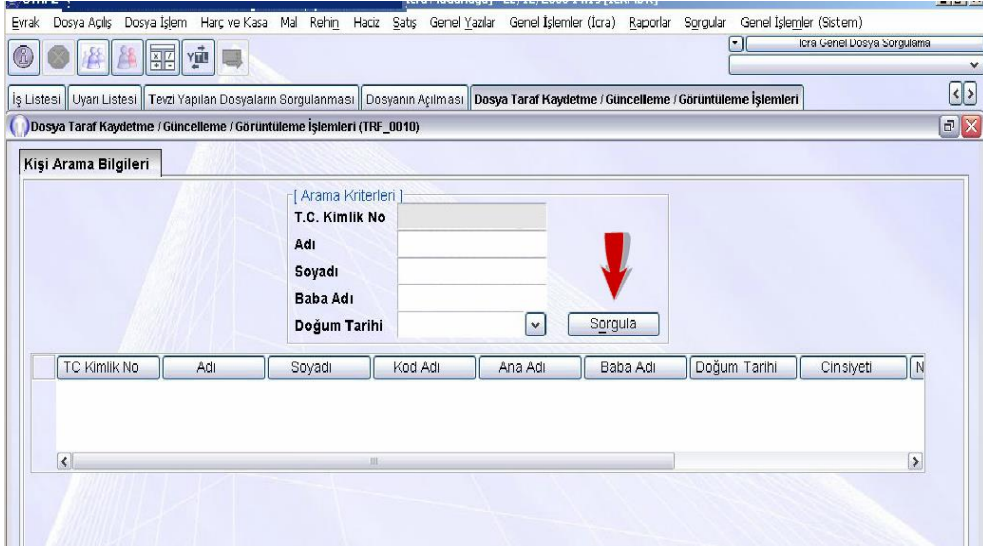 Evrak Dosya Açılış Dosya İşlem Harç ve Kasa Mal Rehin Haciz Satış Genel Yazılar Genel İşlemler (İcra) Raporlar Sorgular Genel İşlemler (Sistem)
İcra Genel Dosya Sorgulama
İş Listesi Uyarı Listesi Tevzi Yapılan Dosyaların Sorgulanması Dosyanın Açılması Dosya Taraf Kaydetme / Güncelleme / Görüntüleme İşlemleri
Dosya Taraf Kaydetme / Güncelleme / Görüntüleme İşlemleri (TRF_0010)
Kişi Arama Bilgileri
[ Arama Kriterleri ]
T.C. Kimlik No
Adı
Soyadı
Baba Adı
Doğum Tarihi Sorgula
TC Kimlik No Adı Soyadı Kod Adı Ana Adı Baba Adı Doğum Tarihi Cinsiyeti N